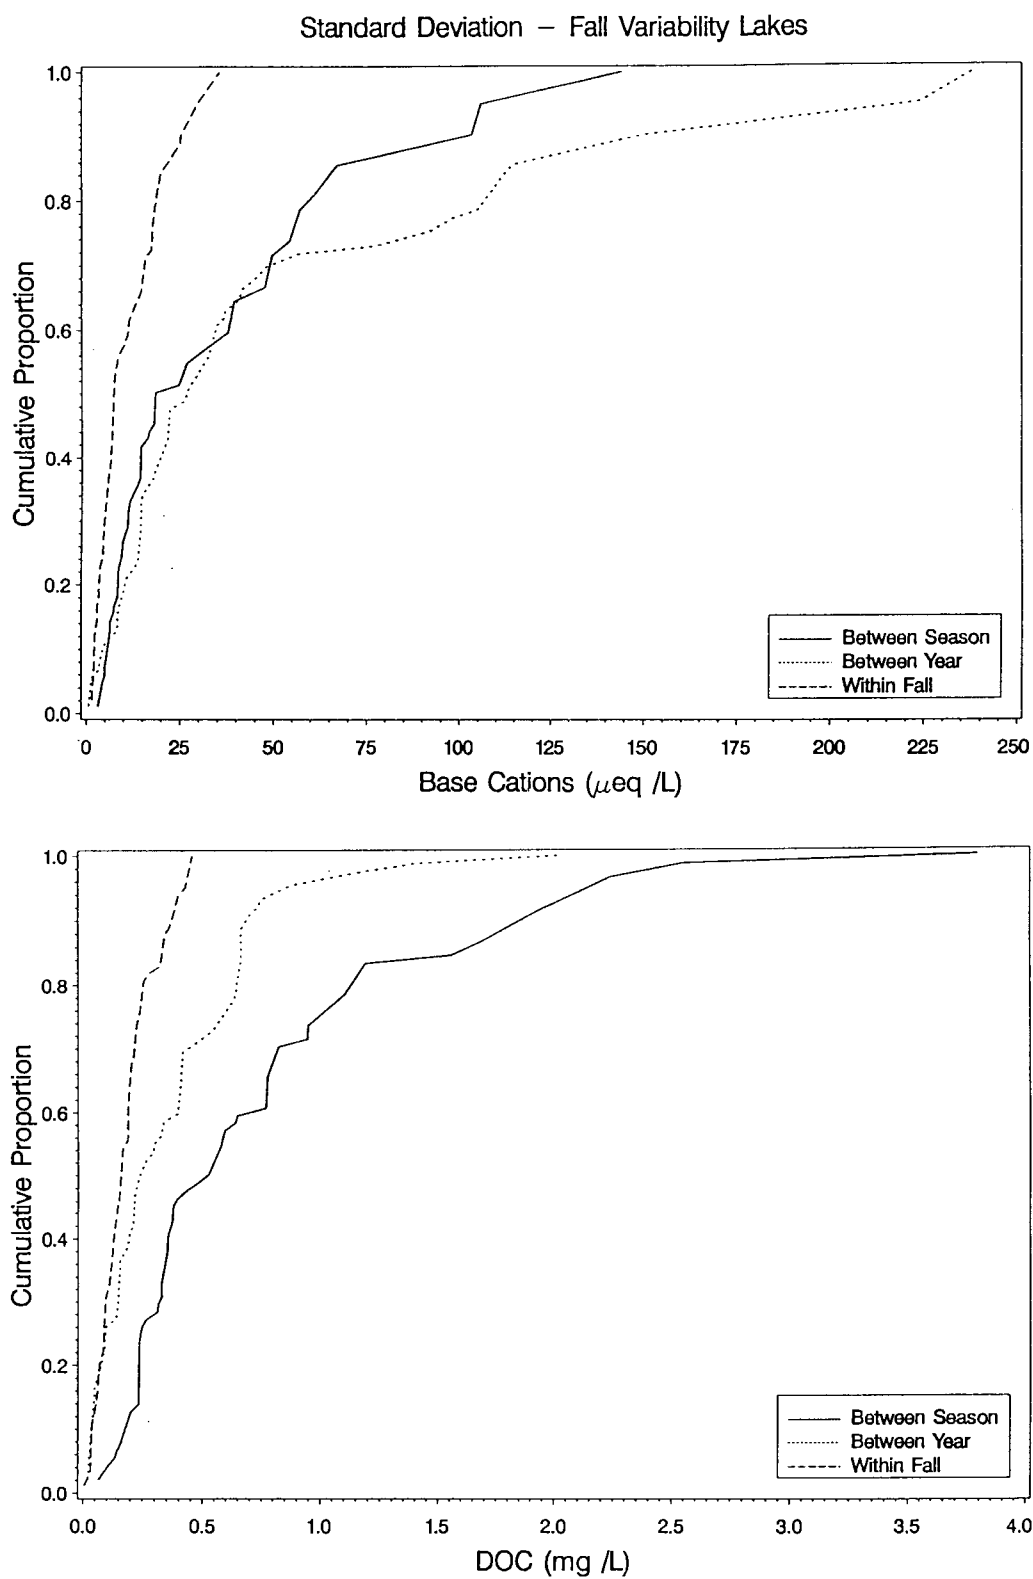 Standard Deviation – Fall Variability Lakes
1.0
0.8
0.6
0.4
0.2
0.0
Cumulative Proportion
Between Season
Between Year
Within Fall
0 25 50 75 100 125 150 175 200 225 250
Base Cations (μeq /L)
1.0
0.8
0.6
0.4
0.2
0.0
Cumulative Proportion
Between Season
Between Year
Within Fall
0.0 0.5 1.0 1.5 2.0 2.5 3.0 3.5 4.0
DOC (mg /L)